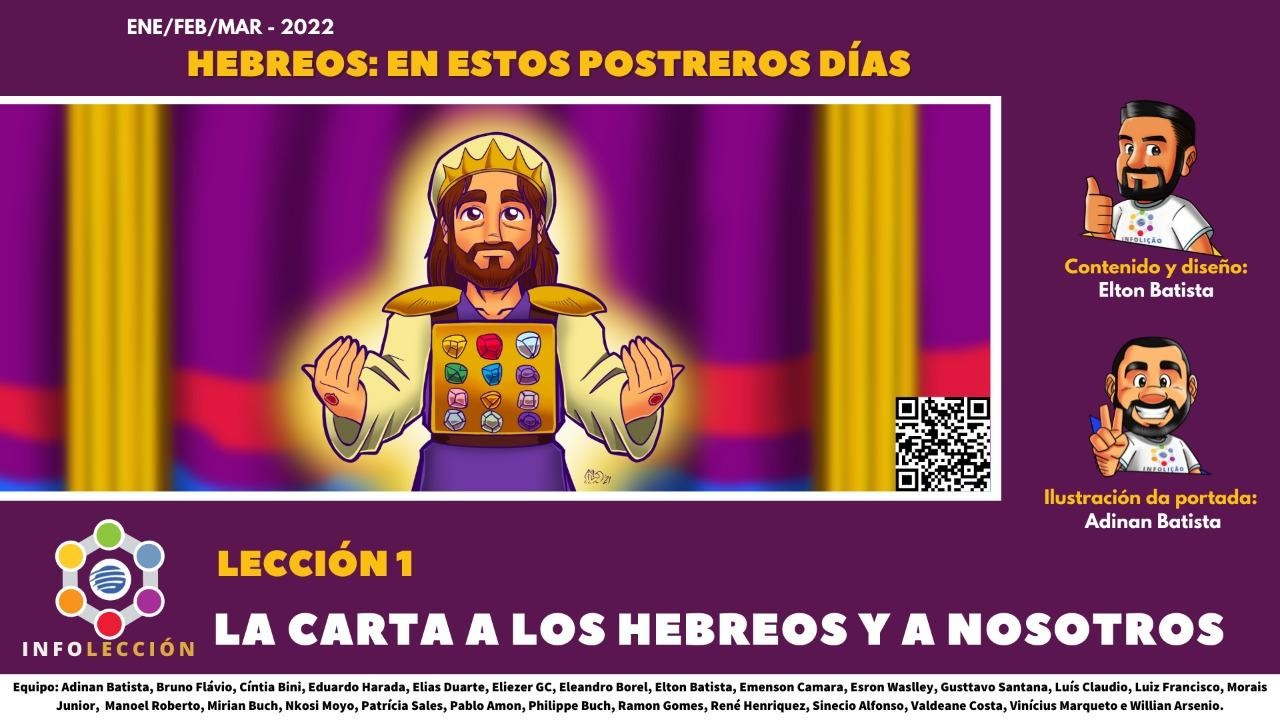 ENE/FEB/MAR - 2022
HEBREOS: EN ESTOS POSTREROS DÍAS
INFOLIÇÃO
Contenido y diseño:
Elton Batista
INFOLIÇÃO
Ilustración da portada:
Adinan Batista
LECCIÓN 1
LA CARTA A LOS HEBREOS Y A NOSOTROS
INFOLECCIÓN
Equipo: Adinan Batista, Bruno Flávio, Cíntia Bini, Eduardo Harada, Elias Duarte, Eliezer GC, Eleandro Borel, Elton Batista, Emenson Camara, Esron Waslley, Gusttavo Santana, Luís Claudio, Luiz Francisco, Morais
Junior, Manoel Roberto, Mirian Buch, Nkosi Moyo, Patrícia Sales, Pablo Amon, Philippe Buch, Ramon Gomes, René Henriquez, Sinecio Alfonso, Valdeane Costa, Vinícius Marqueto e Willian Arsenio.